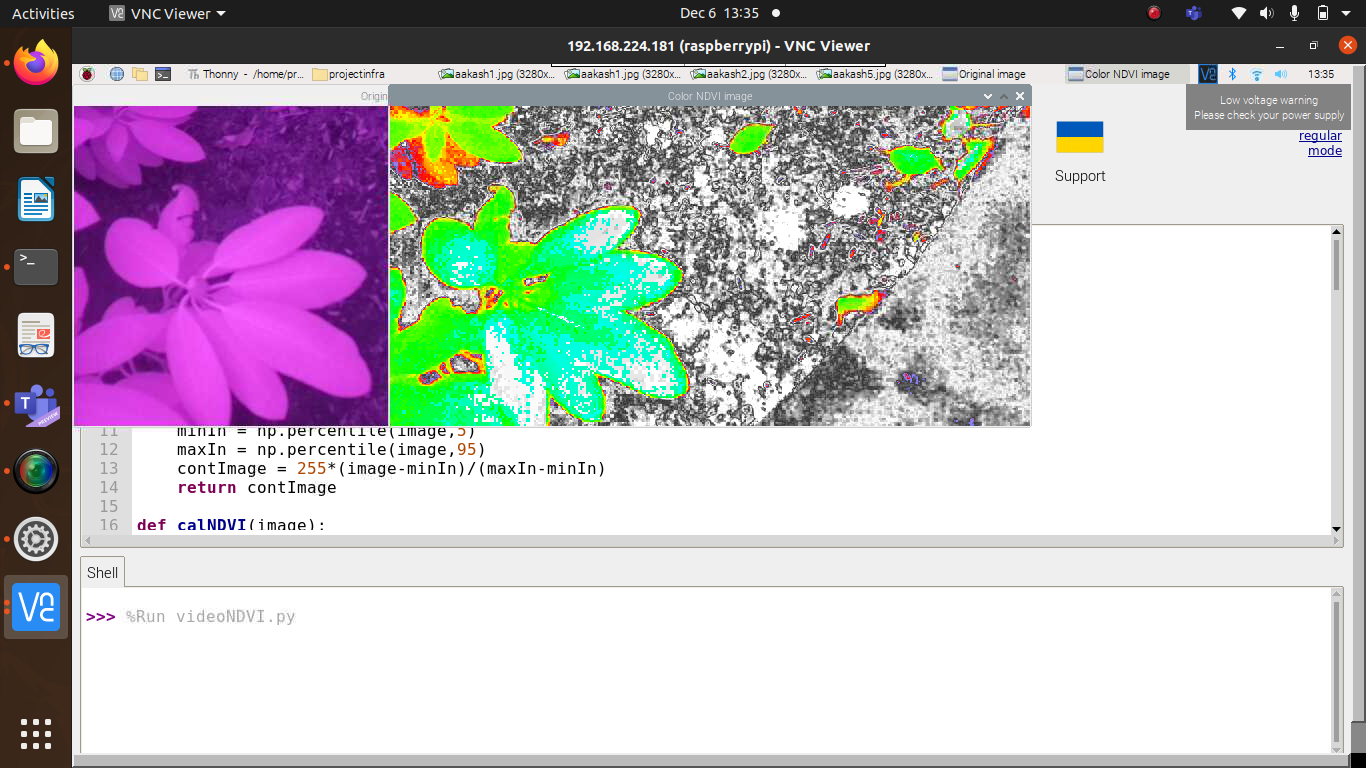 Activities
VNC Viewer
Dec 6 13:35
192.168.224.181 (raspberrypi) - VNC Viewer
Thonny - /home/pr...
projectinfra
aakash1.jpg (3280x...
aakash1.jpg (3280x...
aakash2.jpg (3280x...
aakash5.jpg (3280x...
Original image
Color NDVI image
13:35
Origin
Color NDVI image
Low voltage warning
Please check your power supply
regular
mode
Support
11 minIn = np.percentile(image,5)
12 maxIn = np.percentile(image,95)
13 contImage = 255*(image-minIn)/(maxIn-minIn)
14 return contImage
15
16 def calNDVI(image):
Shell
>>> %Run videoNDVI.py